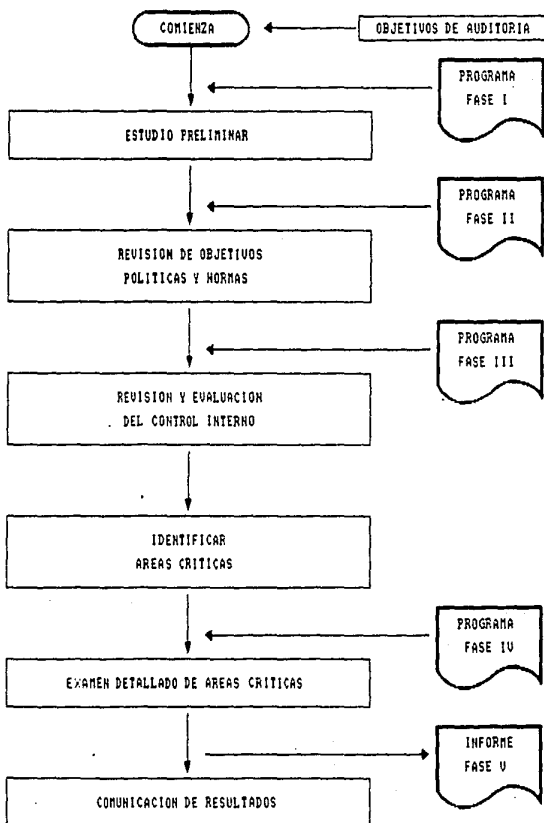 COMIENZA
OBJETIVOS DE AUDITORIA
PROGRAMA
FASE I
ESTUDIO PRELIMINAR
PROGRAMA
FASE II
REVISION DE OBJETIVOS
POLITICAS Y NORMAS
PROGRAMA
FASE III
REVISION Y EVALUACION
DEL CONTROL INTERNO
IDENTIFICAR
AREAS CRITICAS
PROGRAMA
FASE IV
EXAMEN DETALLADO DE AREAS CRITICAS
INFORME
FASE V
COMUNICACION DE RESULTADOS